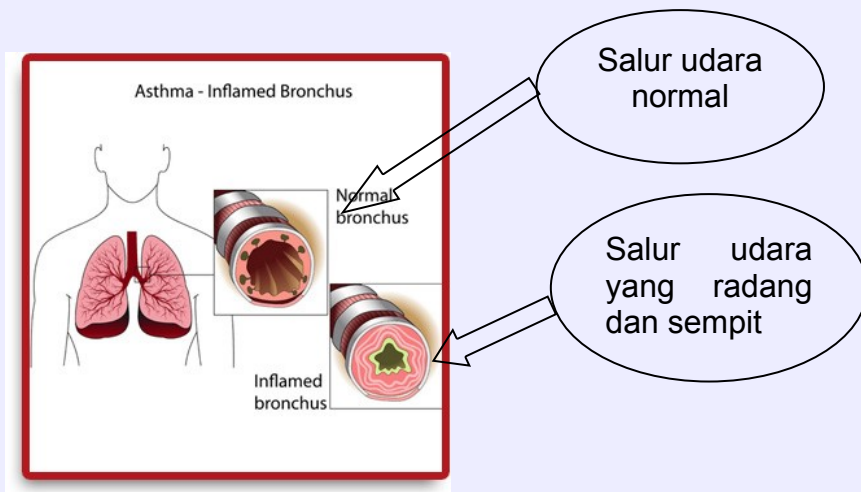 Asthma - Inflamed Bronchus
Salur udara
normal
Normal
bronchus
Salur udara
yang radang
dan sempit
Inflamed
bronchus